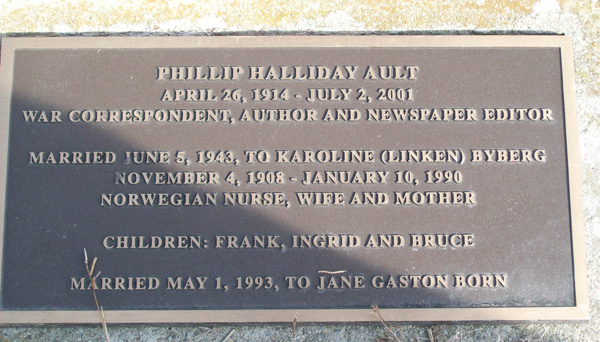 PHILLIP HALLIDAY AULT
APRIL 26, 1914 - JULY 2, 2001
WAR CORRESPONDENT, AUTHOR AND NEWSPAPER EDITOR
MARRIED JUNE 5, 1943, TO KAROLINE (LINKEN) BYBERG
NOVEMBER 4, 1908 - JANUARY 10, 1990
NORWEGIAN NURSE, WIFE AND MOTHER
CHILDREN: FRANK, INGRID AND BRUCE
MARRIED MAY 1, 1993, TO JANE GASTON BORN